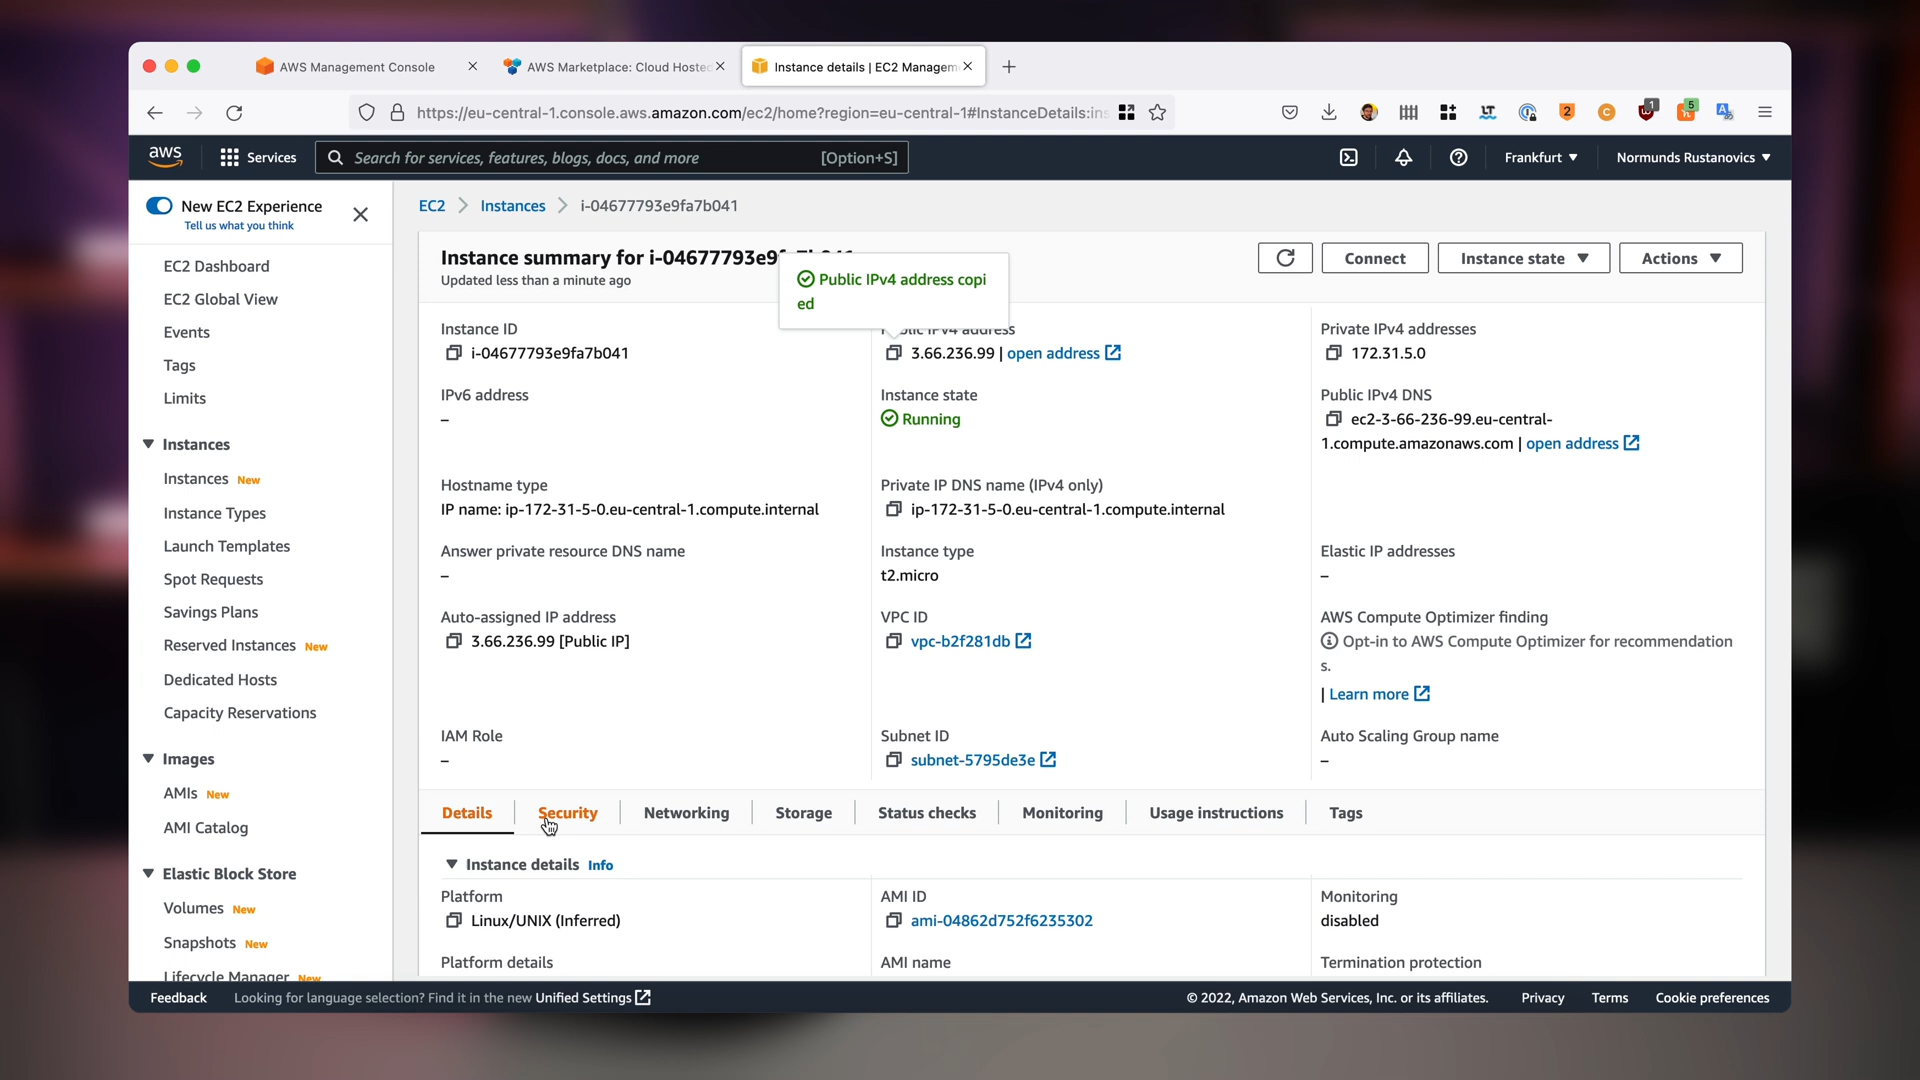 AWS Management Console
AWS Marketplace: Cloud Hosted
Instance details | EC2 Managem
https://eu-central-1.console.aws.amazon.com/ec2/home?region=eu-central-1#InstanceDetails:ins
2
1
5
aws
Services
Search for services, features, blogs, docs, and more
[Option+S]
Frankfurt
Normunds Rustanovics
New EC2 Experience
Tell us what you think
EC2 Dashboard
EC2 Global View
Events
Tags
Limits
Instances
Instances New
Instance Types
Launch Templates
Spot Requests
Savings Plans
Reserved Instances New
Dedicated Hosts
Capacity Reservations
Images
AMIs New
AMI Catalog
Elastic Block Store
Volumes New
Snapshots New
Lifecycle Manager New
EC2 > Instances > i-04677793e9fa7b041
Instance summary for i-04677793e9
Updated less than a minute ago
Public IPv4 address copi
ed
Connect
Instance state
Actions
Instance ID
i-04677793e9fa7b041
Public IPv4 address
3.66.236.99 | open address
Private IPv4 addresses
172.31.5.0
IPv6 address
–
Instance state
Running
Public IPv4 DNS
ec2-3-66-236-99.eu-central-
1.compute.amazonaws.com | open address
Hostname type
IP name: ip-172-31-5-0.eu-central-1.compute.internal
Private IP DNS name (IPv4 only)
ip-172-31-5-0.eu-central-1.compute.internal
Answer private resource DNS name
–
Instance type
t2.micro
Elastic IP addresses
–
Auto-assigned IP address
3.66.236.99 [Public IP]
VPC ID
vpc-b2f281db
AWS Compute Optimizer finding
Opt-in to AWS Compute Optimizer for recommendation
s.
| Learn more
IAM Role
–
Subnet ID
subnet-5795de3e
Auto Scaling Group name
–
Details
Security
Networking
Storage
Status checks
Monitoring
Usage instructions
Tags
Instance details Info
Platform
Linux/UNIX (Inferred)
AMI ID
ami-04862d752f6235302
Monitoring
disabled
Platform details
AMI name
Termination protection
Feedback
Looking for language selection? Find it in the new Unified Settings
© 2022, Amazon Web Services, Inc. or its affiliates.
Privacy
Terms
Cookie preferences